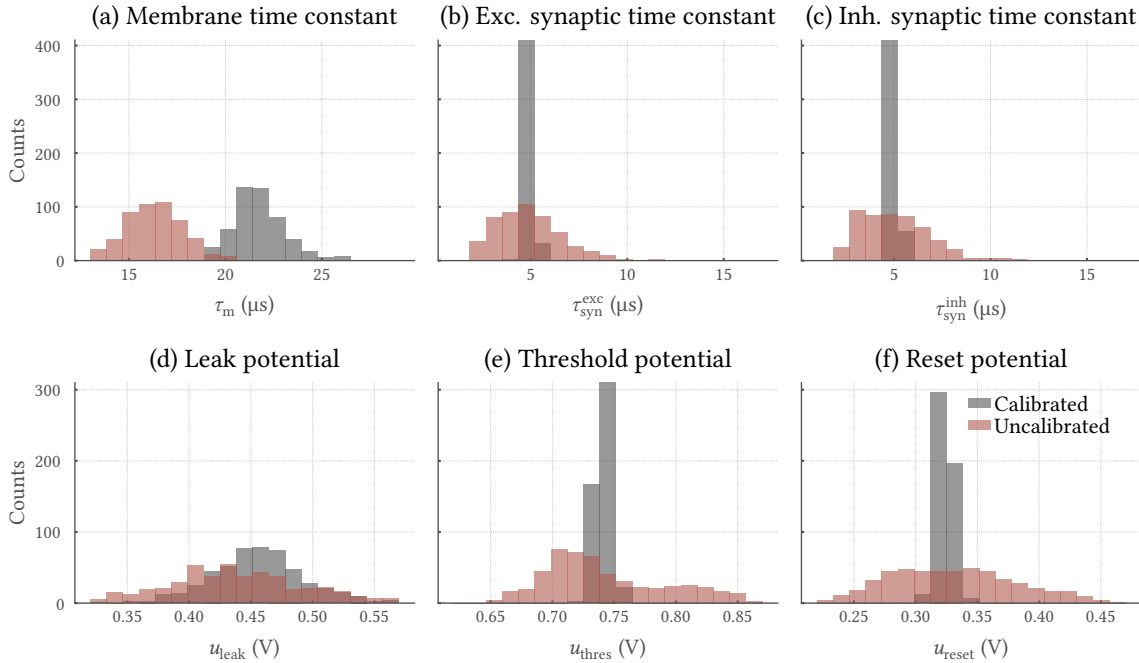 (a) Membrane time constant
(b) Exc. synaptic time constant
(c) Inh. synaptic time constant
Counts
400
300
200
100
0
15
20
25
τm (μs)
5
10
15
τsyn^exc (μs)
5
10
15
τsyn^inh (μs)
(d) Leak potential
(e) Threshold potential
(f) Reset potential
Counts
300
200
100
0
0.35
0.40
0.45
0.50
0.55
uleak (V)
0.65
0.70
0.75
0.80
0.85
uthres (V)
Calibrated
Uncalibrated
0.25
0.30
0.35
0.40
0.45
ureset (V)